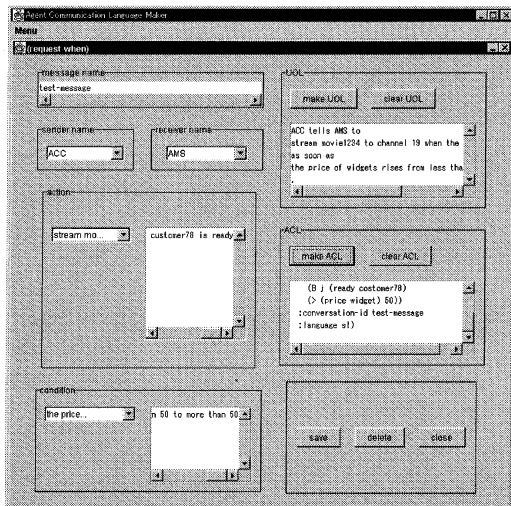 Agent Communication Language Maker
Menu
(request when)
message name
test-message
sender name
ACC
receiver name
AMS
action
stream mo...
customer78 is ready
condition
the price...
n 50 to more than 50
UOL
make UOL
clear UOL
ACC tells AMS to
stream movie1234 to channel 19 when the
as soon as
the price of widgets rises from less tha
ACL
make ACL
clear ACL
(B j (ready costomer78)
(> (price widget) 50))
:conversation-id test-message
:language sl)
save
delete
close